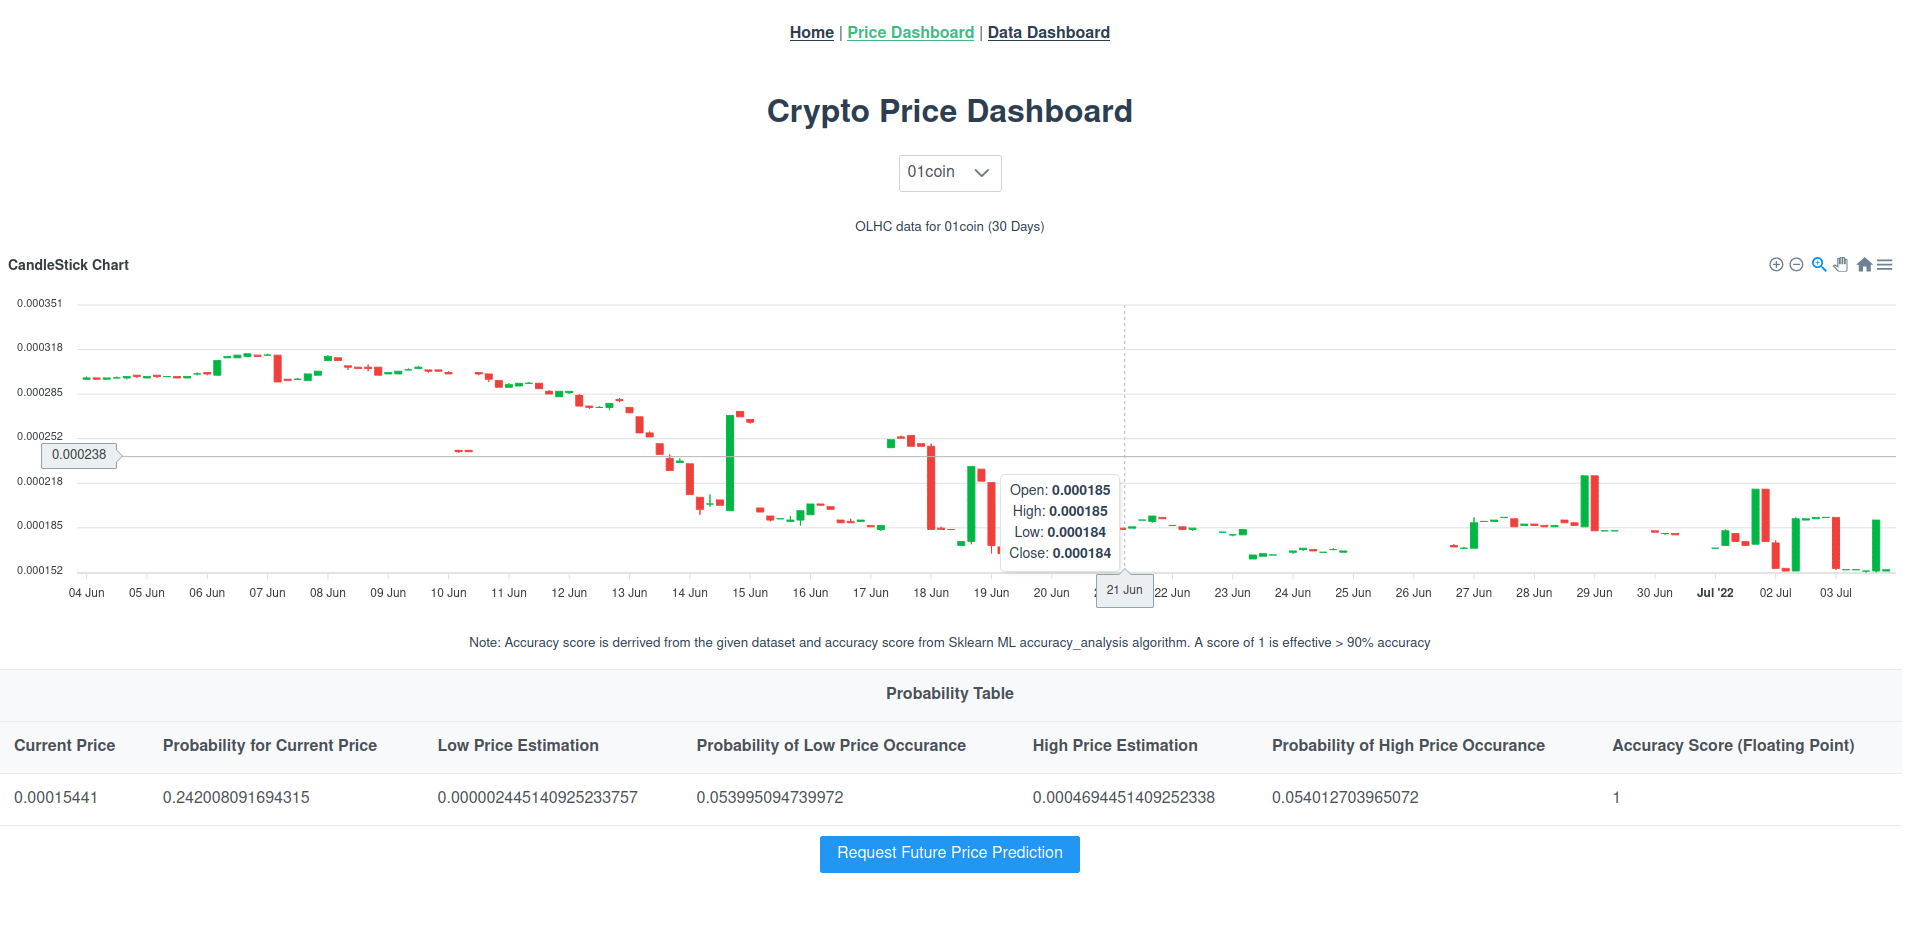 Home | Price Dashboard | Data Dashboard
Crypto Price Dashboard
01coin
OLHC data for 01coin (30 Days)
CandleStick Chart
0.000351
0.000318
0.000285
0.000252
0.000238
0.000218
0.000185
0.000152
Open: 0.000185
High: 0.000185
Low: 0.000184
Close: 0.000184
04 Jun 05 Jun 06 Jun 07 Jun 08 Jun 09 Jun 10 Jun 11 Jun 12 Jun 13 Jun 14 Jun 15 Jun 16 Jun 17 Jun 18 Jun 19 Jun 20 Jun 21 Jun 22 Jun 23 Jun 24 Jun 25 Jun 26 Jun 27 Jun 28 Jun 29 Jun 30 Jun Jul '22 02 Jul 03 Jul
Note: Accuracy score is derrived from the given dataset and accuracy score from Sklearn ML accuracy_analysis algorithm. A score of 1 is effective > 90% accuracy
Probability Table
Current Price Probability for Current Price Low Price Estimation Probability of Low Price Occurance High Price Estimation Probability of High Price Occurance Accuracy Score (Floating Point)
0.00015441 0.242008091694315 0.000002445140925233757 0.053995094739972 0.0004694451409252338 0.054012703965072 1
Request Future Price Prediction